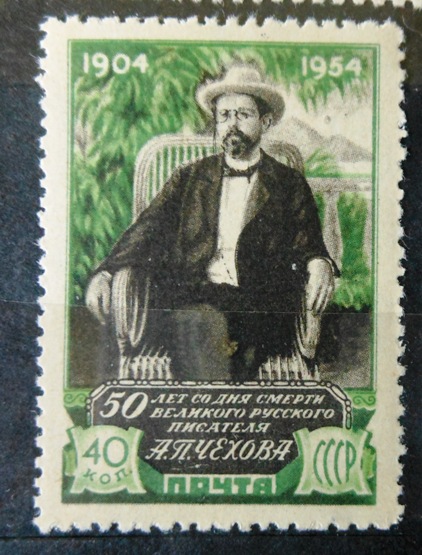 1904 1954
50 ЛЕТ СО ДНЯ СМЕРТИ
ВЕЛИКОГО РУССКОГО
ПИСАТЕЛЯ
А.П.ЧЕХОВА
40 КОП. СССР
ПОЧТА